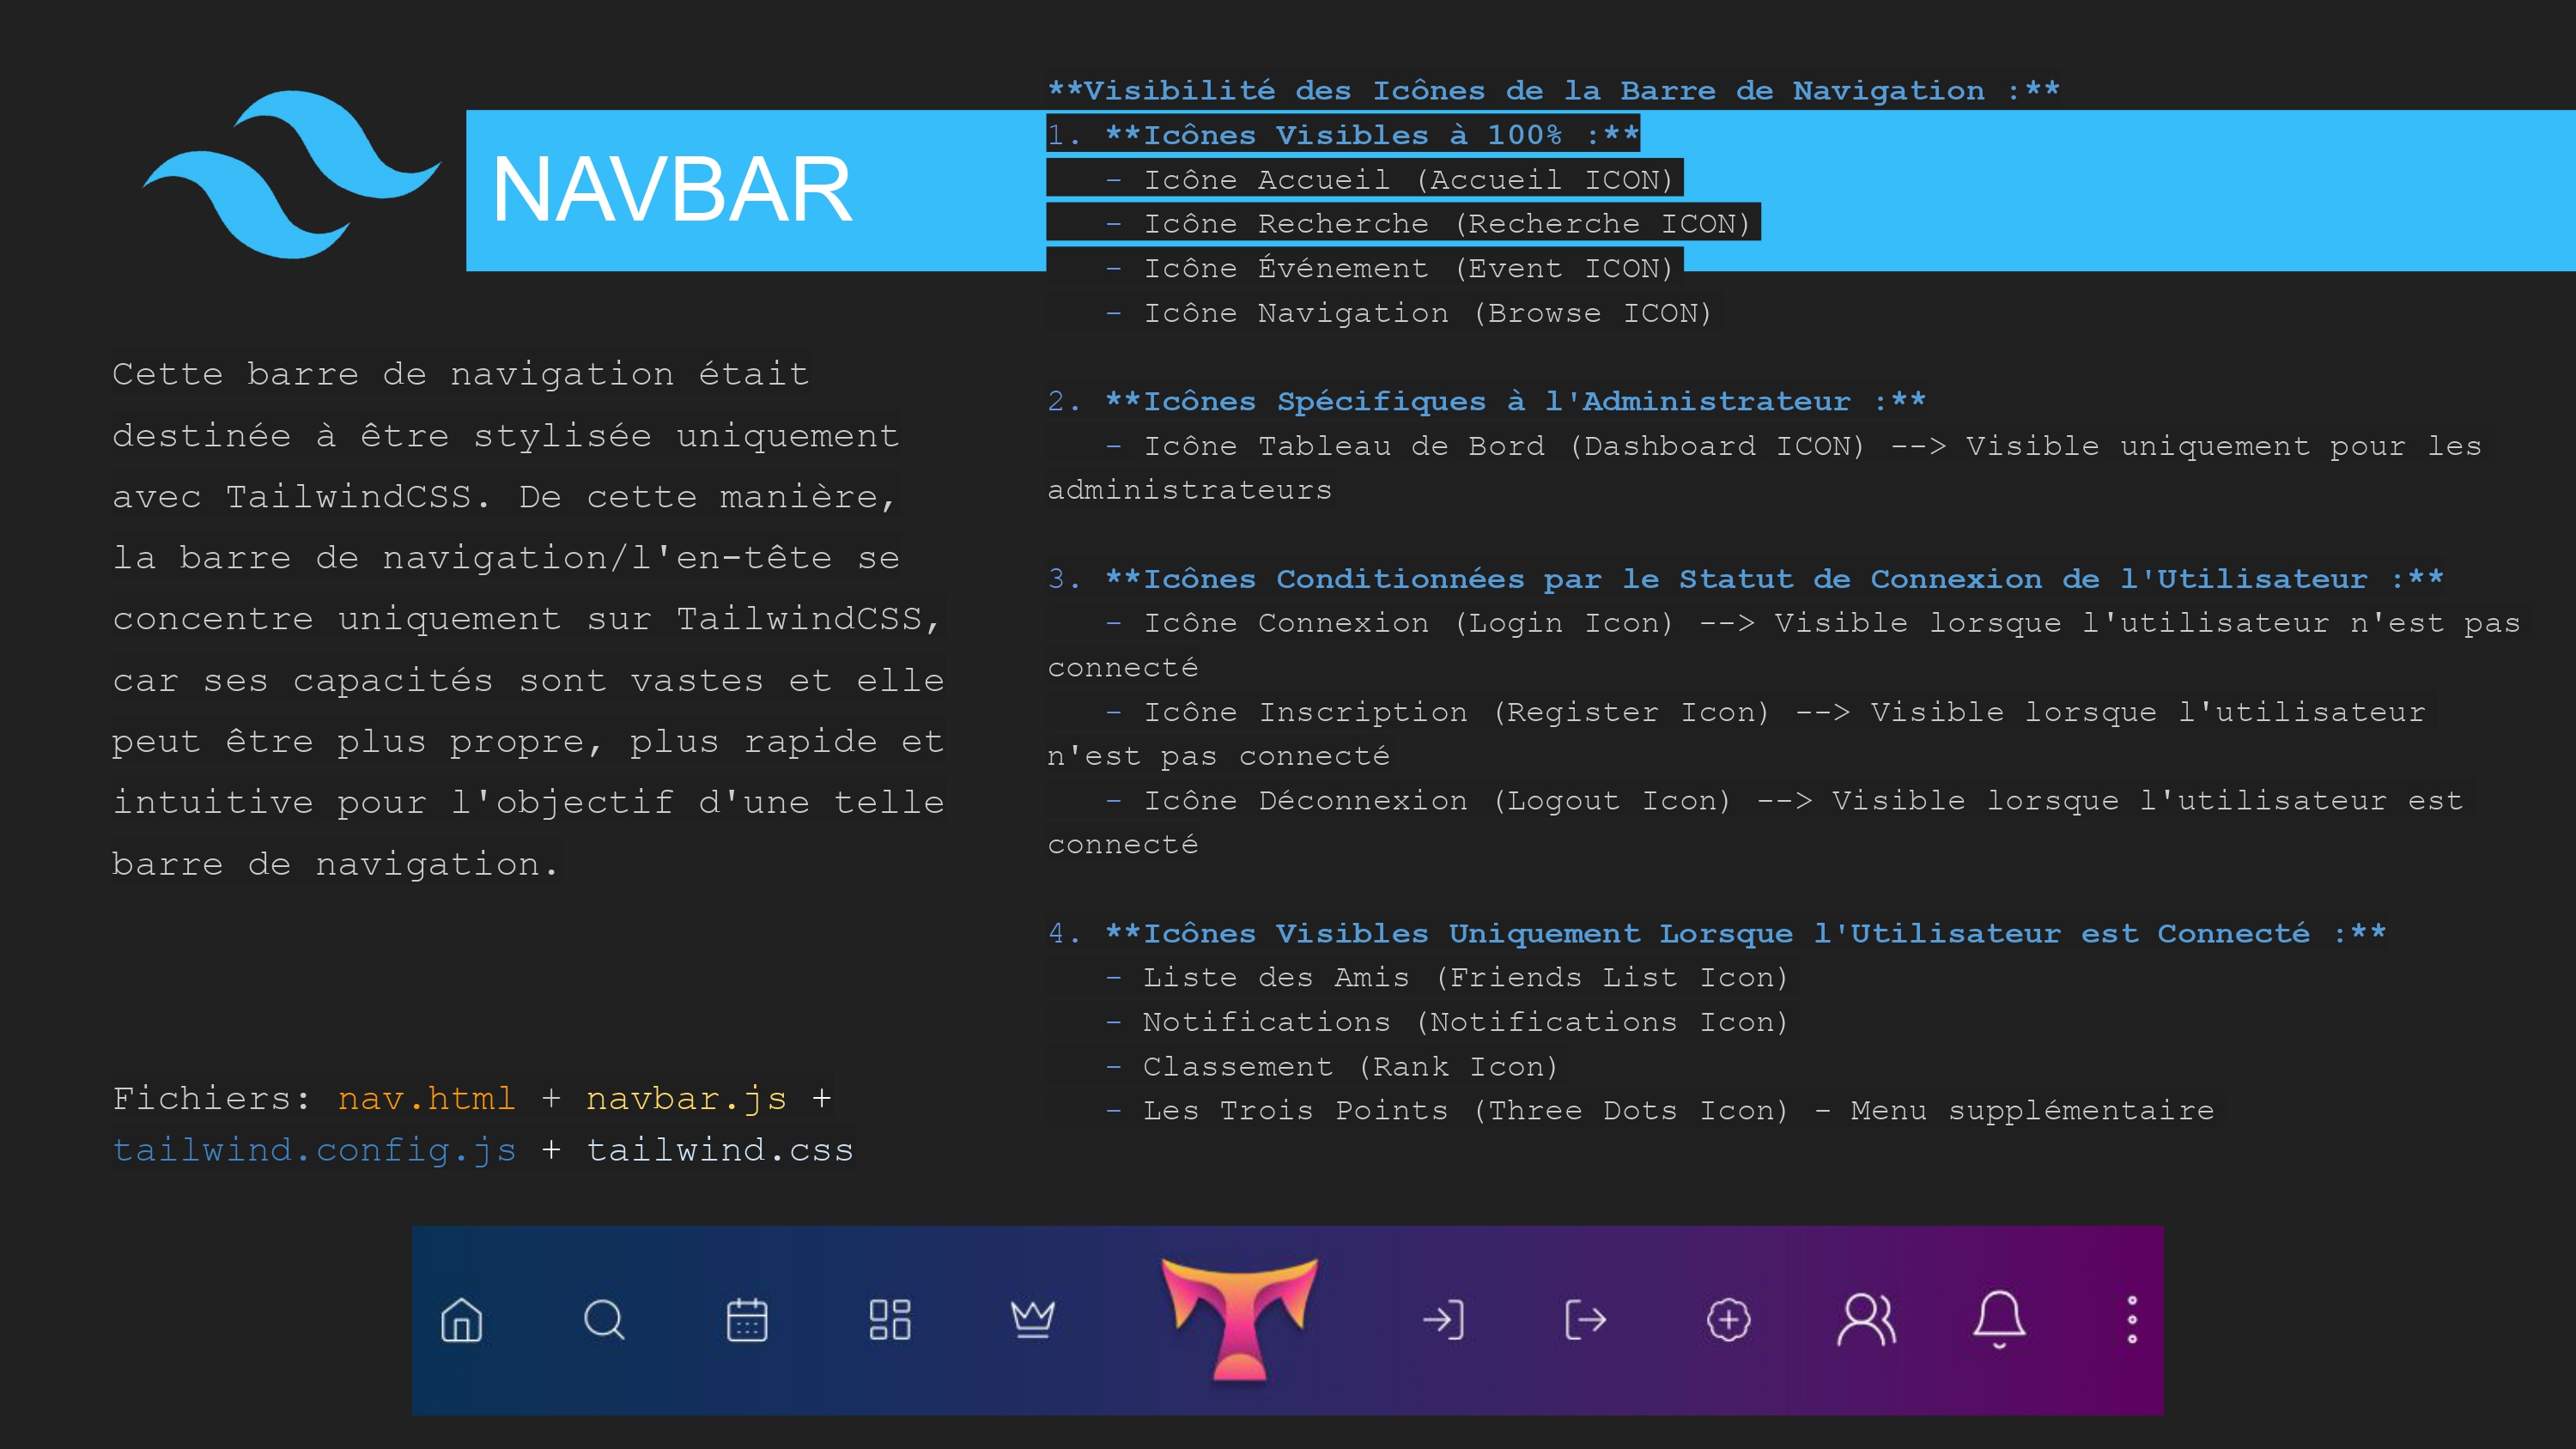 NAVBAR
Cette barre de navigation était
destinée à être stylisée uniquement
avec TailwindCSS. De cette manière,
la barre de navigation/l'en-tête se
concentre uniquement sur TailwindCSS,
car ses capacités sont vastes et elle
peut être plus propre, plus rapide et
intuitive pour l'objectif d'une telle
barre de navigation.
Fichiers: nav.html + navbar.js +
tailwind.config.js + tailwind.css
**Visibilité des Icônes de la Barre de Navigation :**
1. **Icônes Visibles à 100% :**
- Icône Accueil (Accueil ICON)
- Icône Recherche (Recherche ICON)
- Icône Événement (Event ICON)
- Icône Navigation (Browse ICON)
2. **Icônes Spécifiques à l'Administrateur :**
- Icône Tableau de Bord (Dashboard ICON) --> Visible uniquement pour les
administrateurs
3. **Icônes Conditionnées par le Statut de Connexion de l'Utilisateur :**
- Icône Connexion (Login Icon) --> Visible lorsque l'utilisateur n'est pas
connecté
- Icône Inscription (Register Icon) --> Visible lorsque l'utilisateur
n'est pas connecté
- Icône Déconnexion (Logout Icon) --> Visible lorsque l'utilisateur est
connecté
4. **Icônes Visibles Uniquement Lorsque l'Utilisateur est Connecté :**
- Liste des Amis (Friends List Icon)
- Notifications (Notifications Icon)
- Classement (Rank Icon)
- Les Trois Points (Three Dots Icon) - Menu supplémentaire